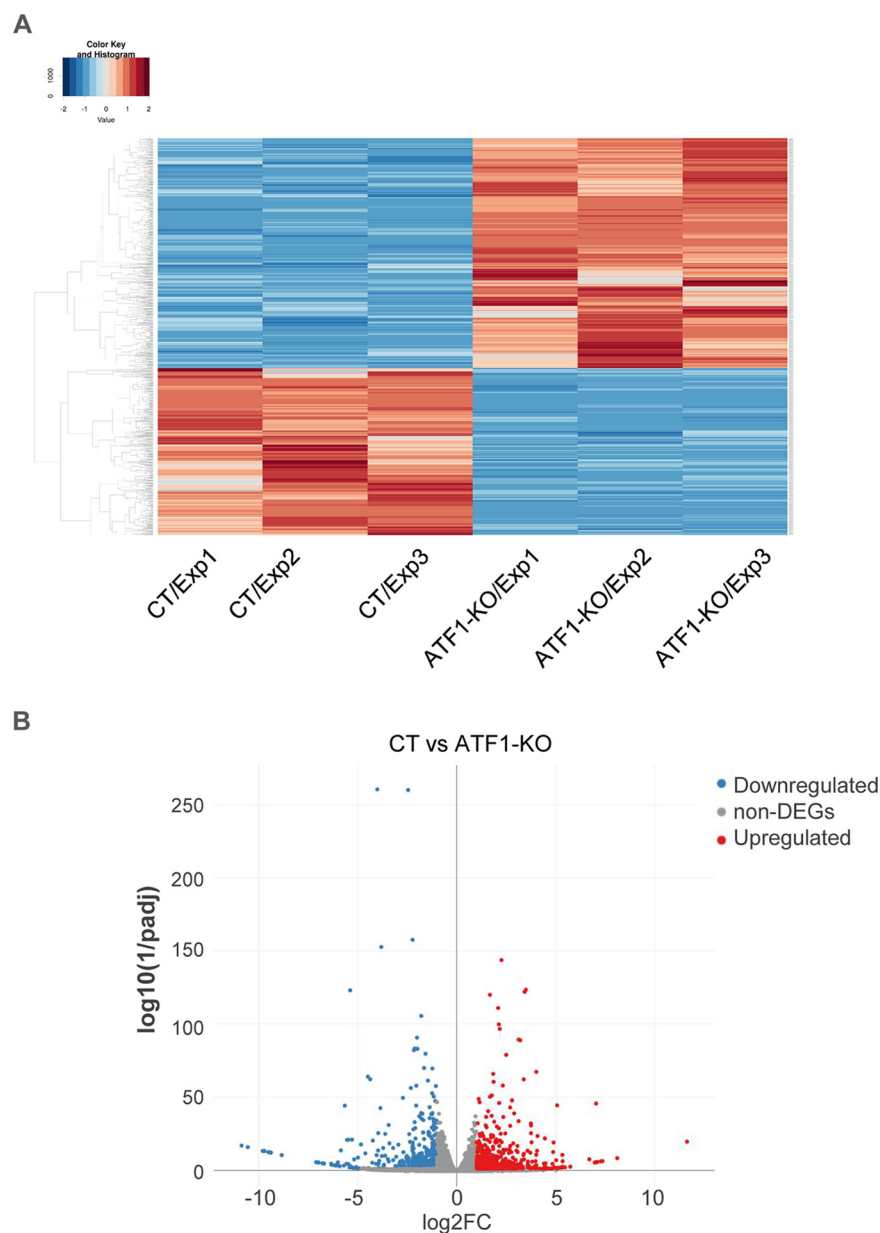 A
Color Key
and Histogram
0 1000
-2 -1 0 1 2
Value
CT/Exp1 CT/Exp2 CT/Exp3 ATF1-KO/Exp1 ATF1-KO/Exp2 ATF1-KO/Exp3
B
CT vs ATF1-KO
Downregulated
non-DEGs
Upregulated
log10(1/padj)
250
200
150
100
50
0
-10 -5 0 5 10
log2FC